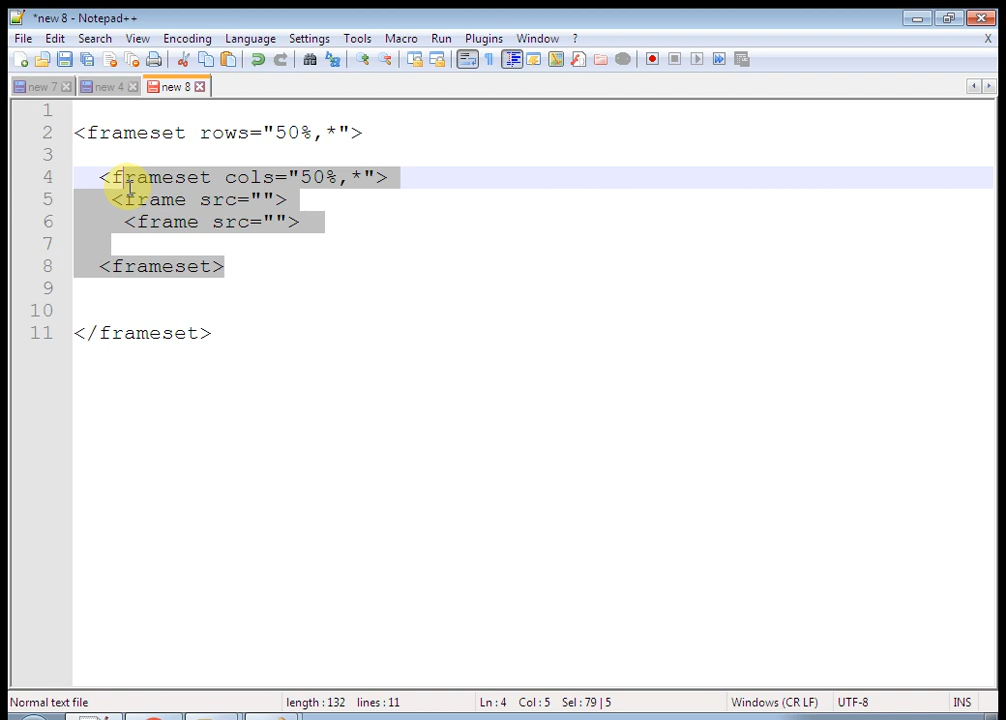 *new 8 - Notepad++
File Edit Search View Encoding Language Settings Tools Macro Run Plugins Window ? X
new 7 new 4 new 8
1
2 <frameset rows="50%,*">
3
4 <frameset cols="50%,*">
5 <frame src="">
6 <frame src="">
7
8 <frameset>
9
10
11 </frameset>
Normal text file length : 132 lines : 11 Ln : 4 Col : 5 Sel : 79 | 5 Windows (CR LF) UTF-8 INS